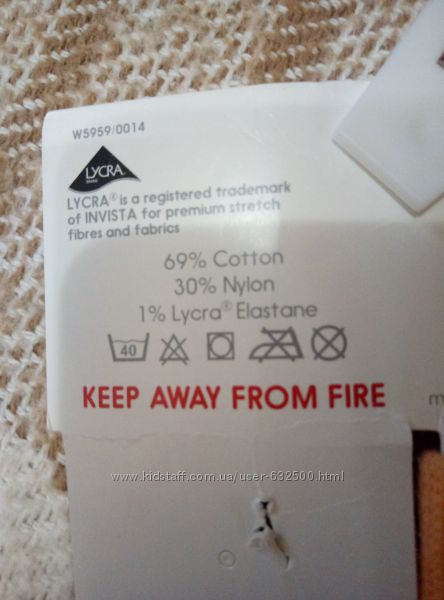 W5959/0014
LYCRA
LYCRA® is a registered trademark
of INVISTA for premium stretch
fibres and fabrics
69% Cotton
30% Nylon
1% Lycra® Elastane
40
KEEP AWAY FROM FIRE
www.kidstaff.com.ua/user-632500.html